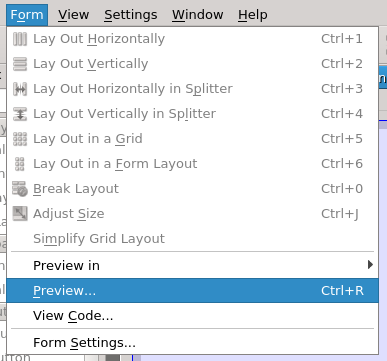 Form View Settings Window Help
Lay Out Horizontally Ctrl+1
Lay Out Vertically Ctrl+2
Lay Out Horizontally in Splitter Ctrl+3
Lay Out Vertically in Splitter Ctrl+4
Lay Out in a Grid Ctrl+5
Lay Out in a Form Layout Ctrl+6
Break Layout Ctrl+0
Adjust Size Ctrl+J
Simplify Grid Layout
Preview in
Preview... Ctrl+R
View Code...
Form Settings...